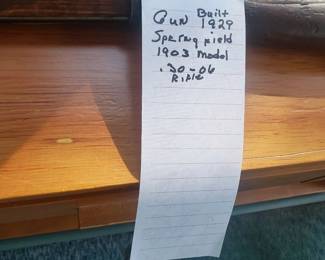 Gun Built
1929
Springfield
1903 Model
.30-06
Rifle